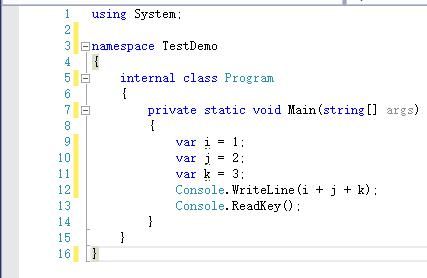 1 using System;
2
3 namespace TestDemo
4 {
5 internal class Program
6 {
7 private static void Main(string[] args)
8 {
9 var i = 1;
10 var j = 2;
11 var k = 3;
12 Console.WriteLine(i + j + k);
13 Console.ReadKey();
14 }
15 }
16 }